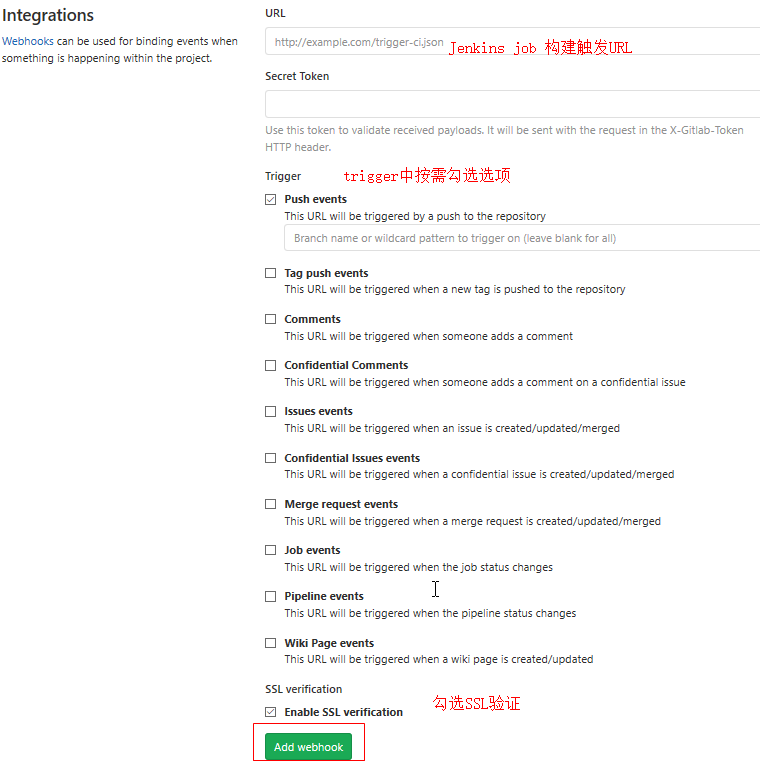 Integrations
Webhooks can be used for binding events when
something is happening within the project.
URL
http://example.com/trigger-ci.json
Jenkins job 构建触发URL
Secret Token
Use this token to validate received payloads. It will be sent with the request in the X-Gitlab-Token
HTTP header.
Trigger
trigger中按需勾选选项
Push events
This URL will be triggered by a push to the repository
Branch name or wildcard pattern to trigger on (leave blank for all)
Tag push events
This URL will be triggered when a new tag is pushed to the repository
Comments
This URL will be triggered when someone adds a comment
Confidential Comments
This URL will be triggered when someone adds a comment on a confidential issue
Issues events
This URL will be triggered when an issue is created/updated/merged
Confidential Issues events
This URL will be triggered when a confidential issue is created/updated/merged
Merge request events
This URL will be triggered when a merge request is created/updated/merged
Job events
This URL will be triggered when the job status changes
Pipeline events
This URL will be triggered when the pipeline status changes
Wiki Page events
This URL will be triggered when a wiki page is created/updated
SSL verification
勾选SSL验证
Enable SSL verification
Add webhook